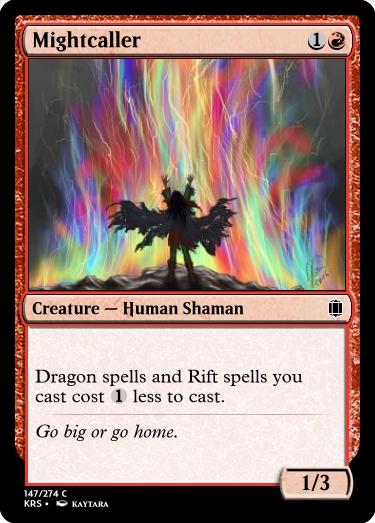 Mightcaller 1
Creature — Human Shaman
Dragon spells and Rift spells you
cast cost 1 less to cast.
Go big or go home.
1/3
147/274 C
KRS • KAYTARA